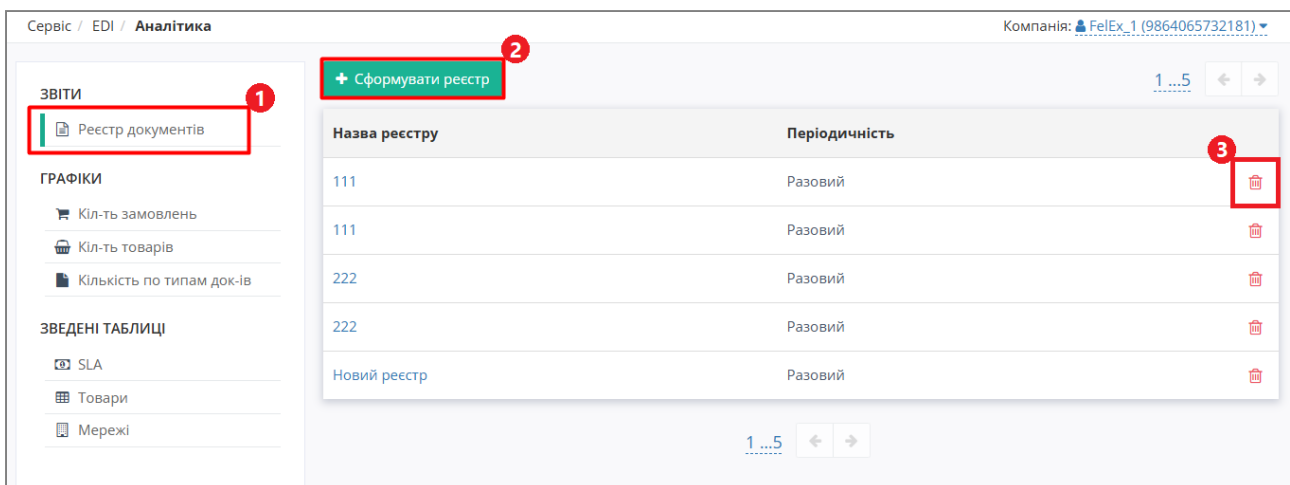 Сервіс / EDI / Аналітика
Компанія: FelEx_1 (9864065732181)
2
+ Сформувати реєстр
1 ...5
ЗВІТИ
1
Реєстр документів
Назва реєстру Періодичність
3
ГРАФІКИ
111 Разовий
Кіл-ть замовлень
111 Разовий
Кіл-ть товарів
Кількість по типам док-ів
222 Разовий
ЗВЕДЕНІ ТАБЛИЦІ
222 Разовий
SLA
Новий реєстр Разовий
Товари
Мережі
1 ...5